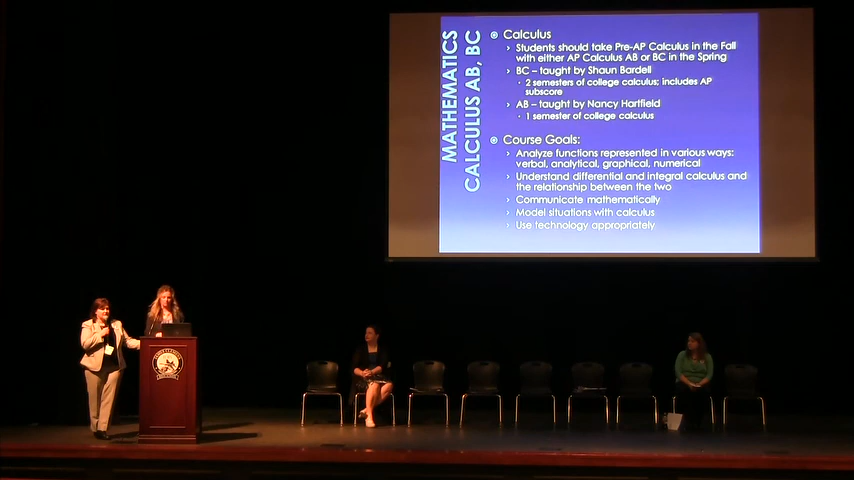 MATHEMATICS
CALCULUS AB, BC
Calculus
Students should take Pre-AP Calculus in the Fall
with either AP Calculus AB or BC in the Spring
BC – taught by Shaun Bardell
2 semesters of college calculus; includes AP
subscore
AB – taught by Nancy Hartfield
1 semester of college calculus
Course Goals:
Analyze functions represented in various ways:
verbal, analytical, graphical, numerical
Understand differential and integral calculus and
the relationship between the two
Communicate mathematically
Model situations with calculus
Use technology appropriately